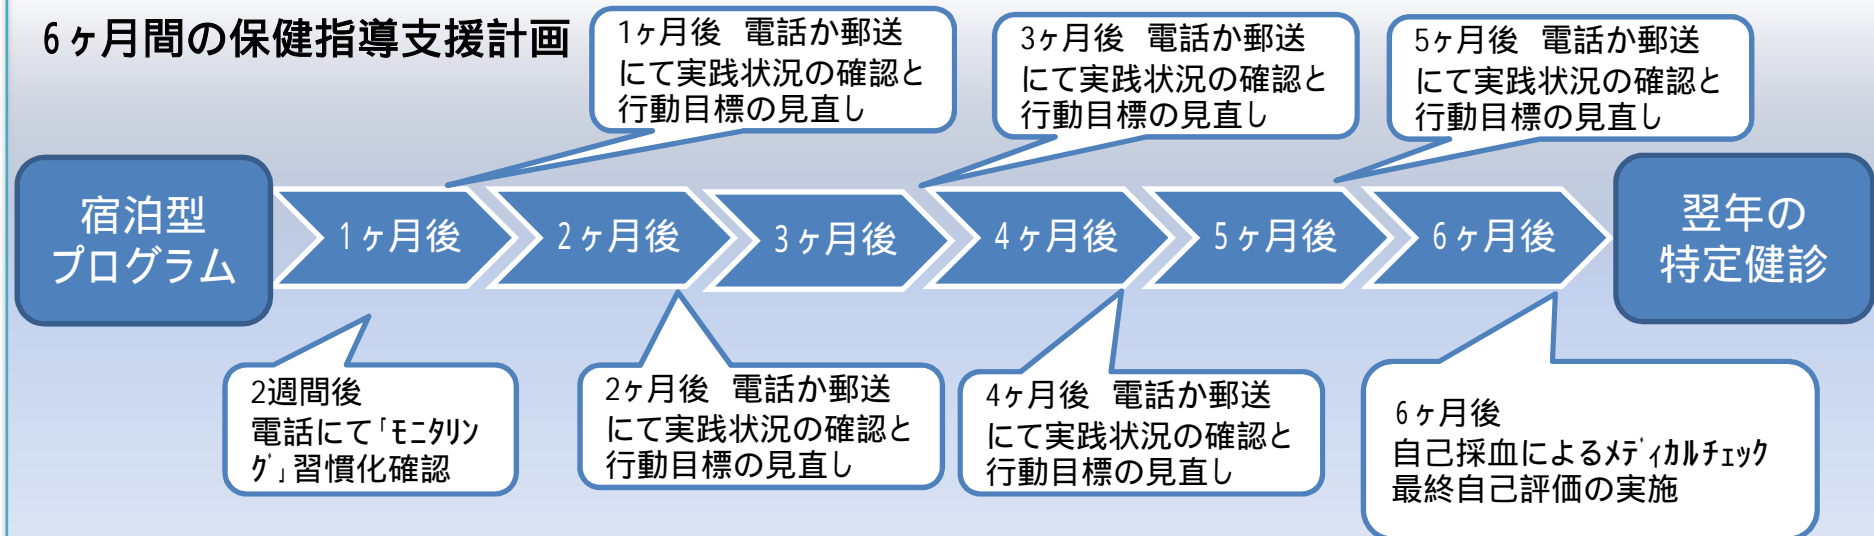 6ヶ月間の保健指導支援計画
1ヶ月後 電話か郵送
にて実践状況の確認と
行動目標の見直し
3ヶ月後 電話か郵送
にて実践状況の確認と
行動目標の見直し
5ヶ月後 電話か郵送
にて実践状況の確認と
行動目標の見直し
宿泊型
プログラム
1ヶ月後
2ヶ月後
3ヶ月後
4ヶ月後
5ヶ月後
6ヶ月後
翌年の
特定健診
2週間後
電話にて「ﾓﾆﾀﾘﾝ
ｸﾞ」習慣化確認
2ヶ月後 電話か郵送
にて実践状況の確認と
行動目標の見直し
4ヶ月後 電話か郵送
にて実践状況の確認と
行動目標の見直し
6ヶ月後
自己採血によるﾒﾃﾞｨｶﾙﾁｪｯｸ
最終自己評価の実施